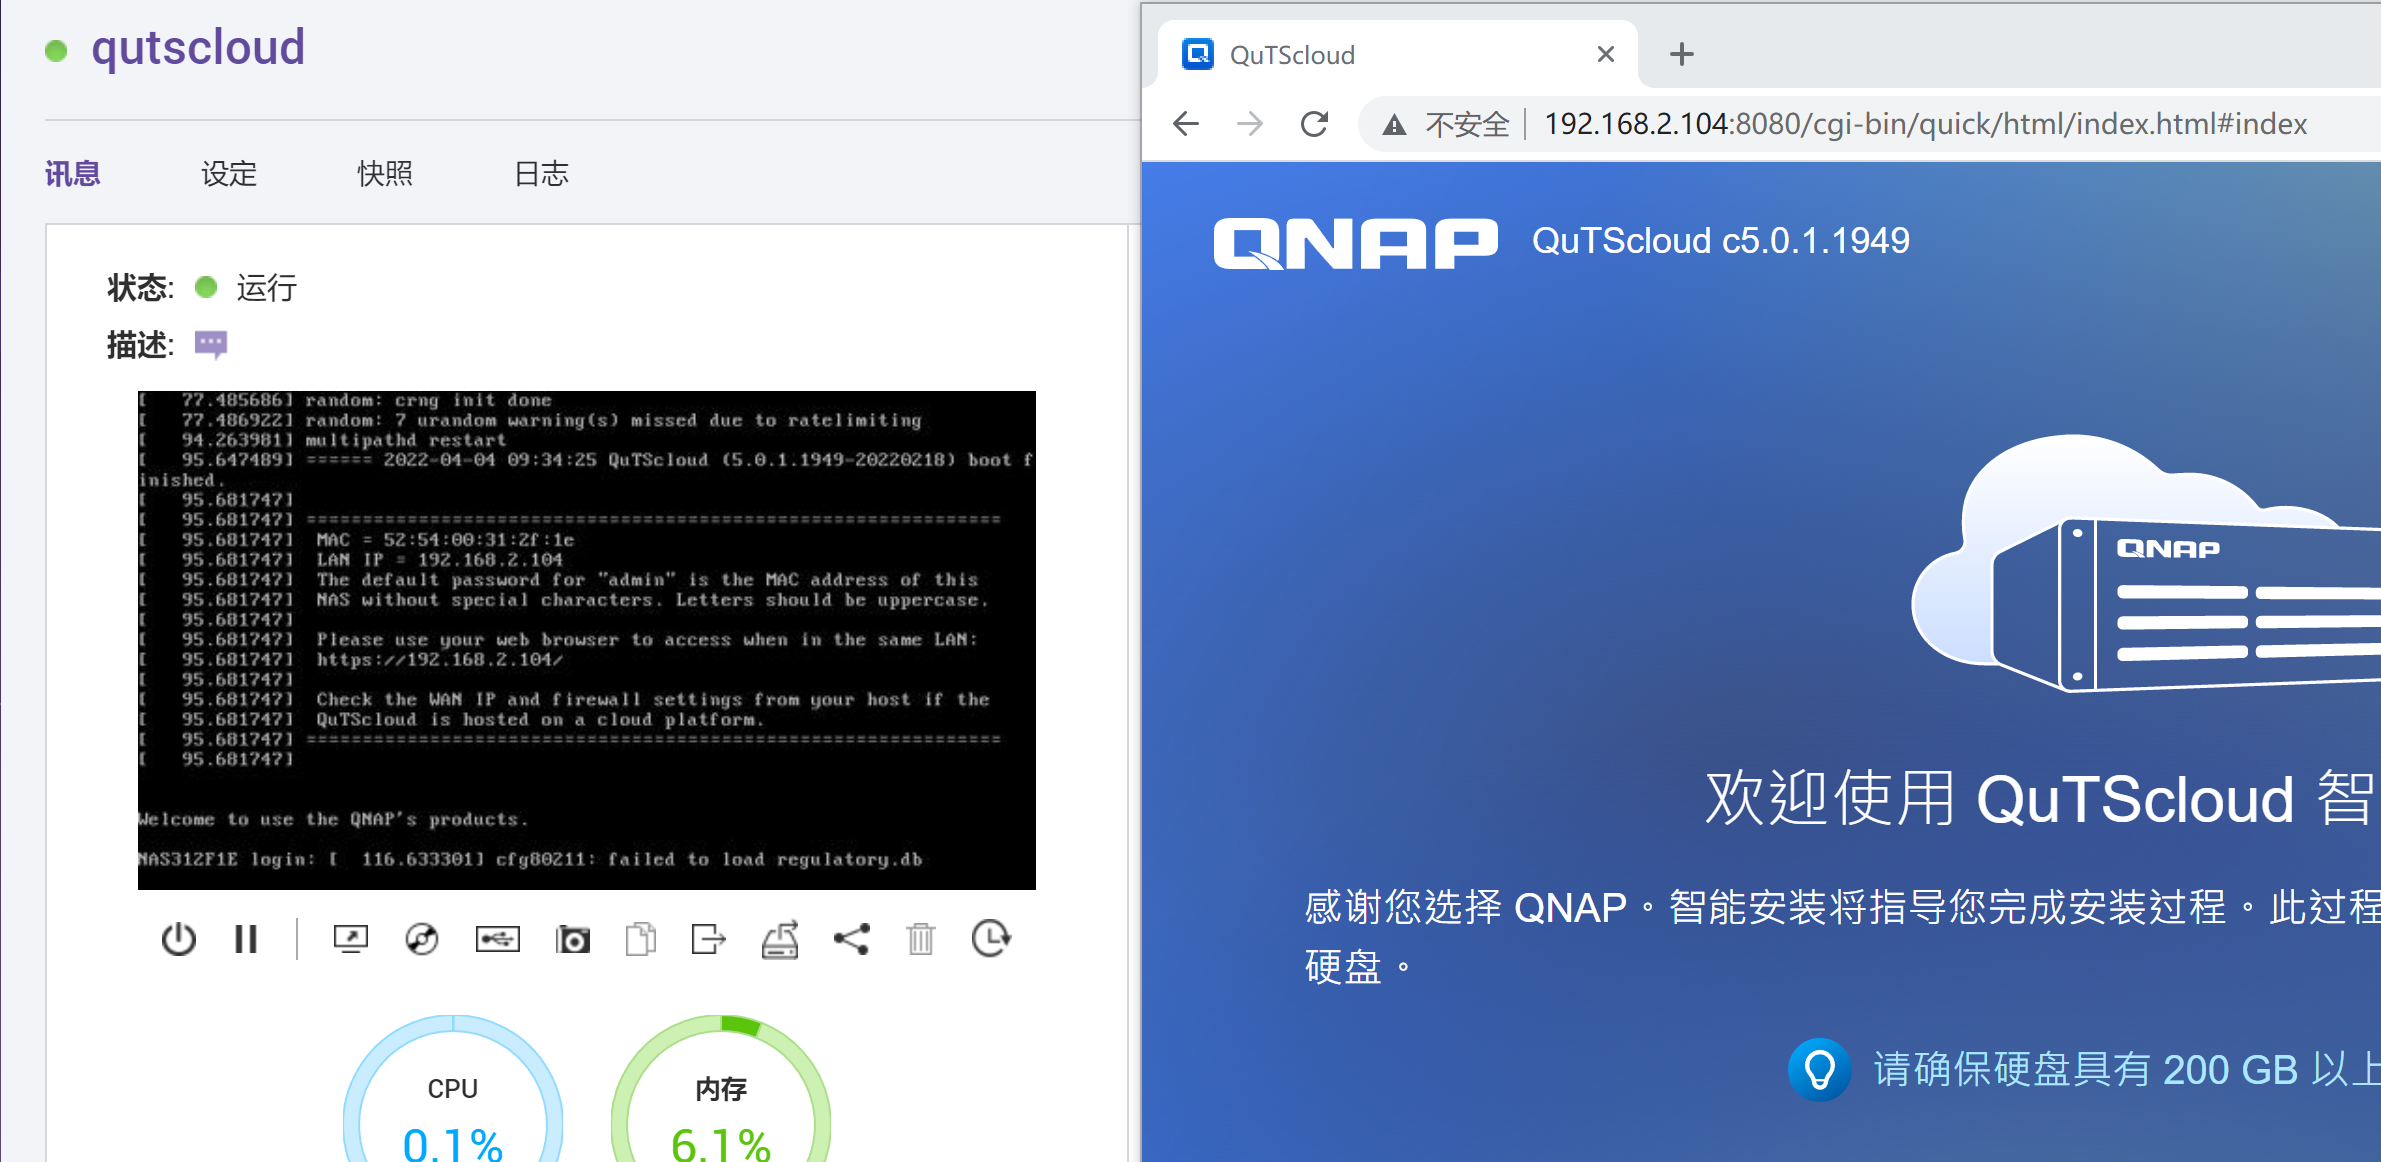 qutscloud
讯息 设定 快照 日志
状态: 运行
描述:
[ 77.485686] random: crng init done
[ 77.486922] random: 7 urandom warning(s) missed due to ratelimiting
[ 94.263981] multipathd restart
[ 95.647489] ====== 2022-04-04 09:34:25 QuTScloud (5.0.1.1949-20220218) boot f
inished.
[ 95.681747]
[ 95.681747] ==============================================================
[ 95.681747] MAC = 52:54:00:31:2f:1e
[ 95.681747] LAN IP = 192.168.2.104
[ 95.681747] The default password for "admin" is the MAC address of this
[ 95.681747] NAS without special characters. Letters should be uppercase.
[ 95.681747]
[ 95.681747] Please use your web browser to access when in the same LAN:
[ 95.681747] https://192.168.2.104/
[ 95.681747]
[ 95.681747] Check the WAN IP and firewall settings from your host if the
[ 95.681747] QuTScloud is hosted on a cloud platform.
[ 95.681747] ==============================================================
[ 95.681747]
Welcome to use the QNAP's products.
NAS312F1E login: [ 116.633301] cfg80211: failed to load regulatory.db
CPU
0.1%
内存
6.1%
QuTScloud
不安全 192.168.2.104:8080/cgi-bin/quick/html/index.html#index
QNAP QuTScloud c5.0.1.1949
QNAP
欢迎使用 QuTScloud 智
感谢您选择 QNAP。智能安装将指导您完成安装过程。此过程
硬盘。
请确保硬盘具有 200 GB 以上